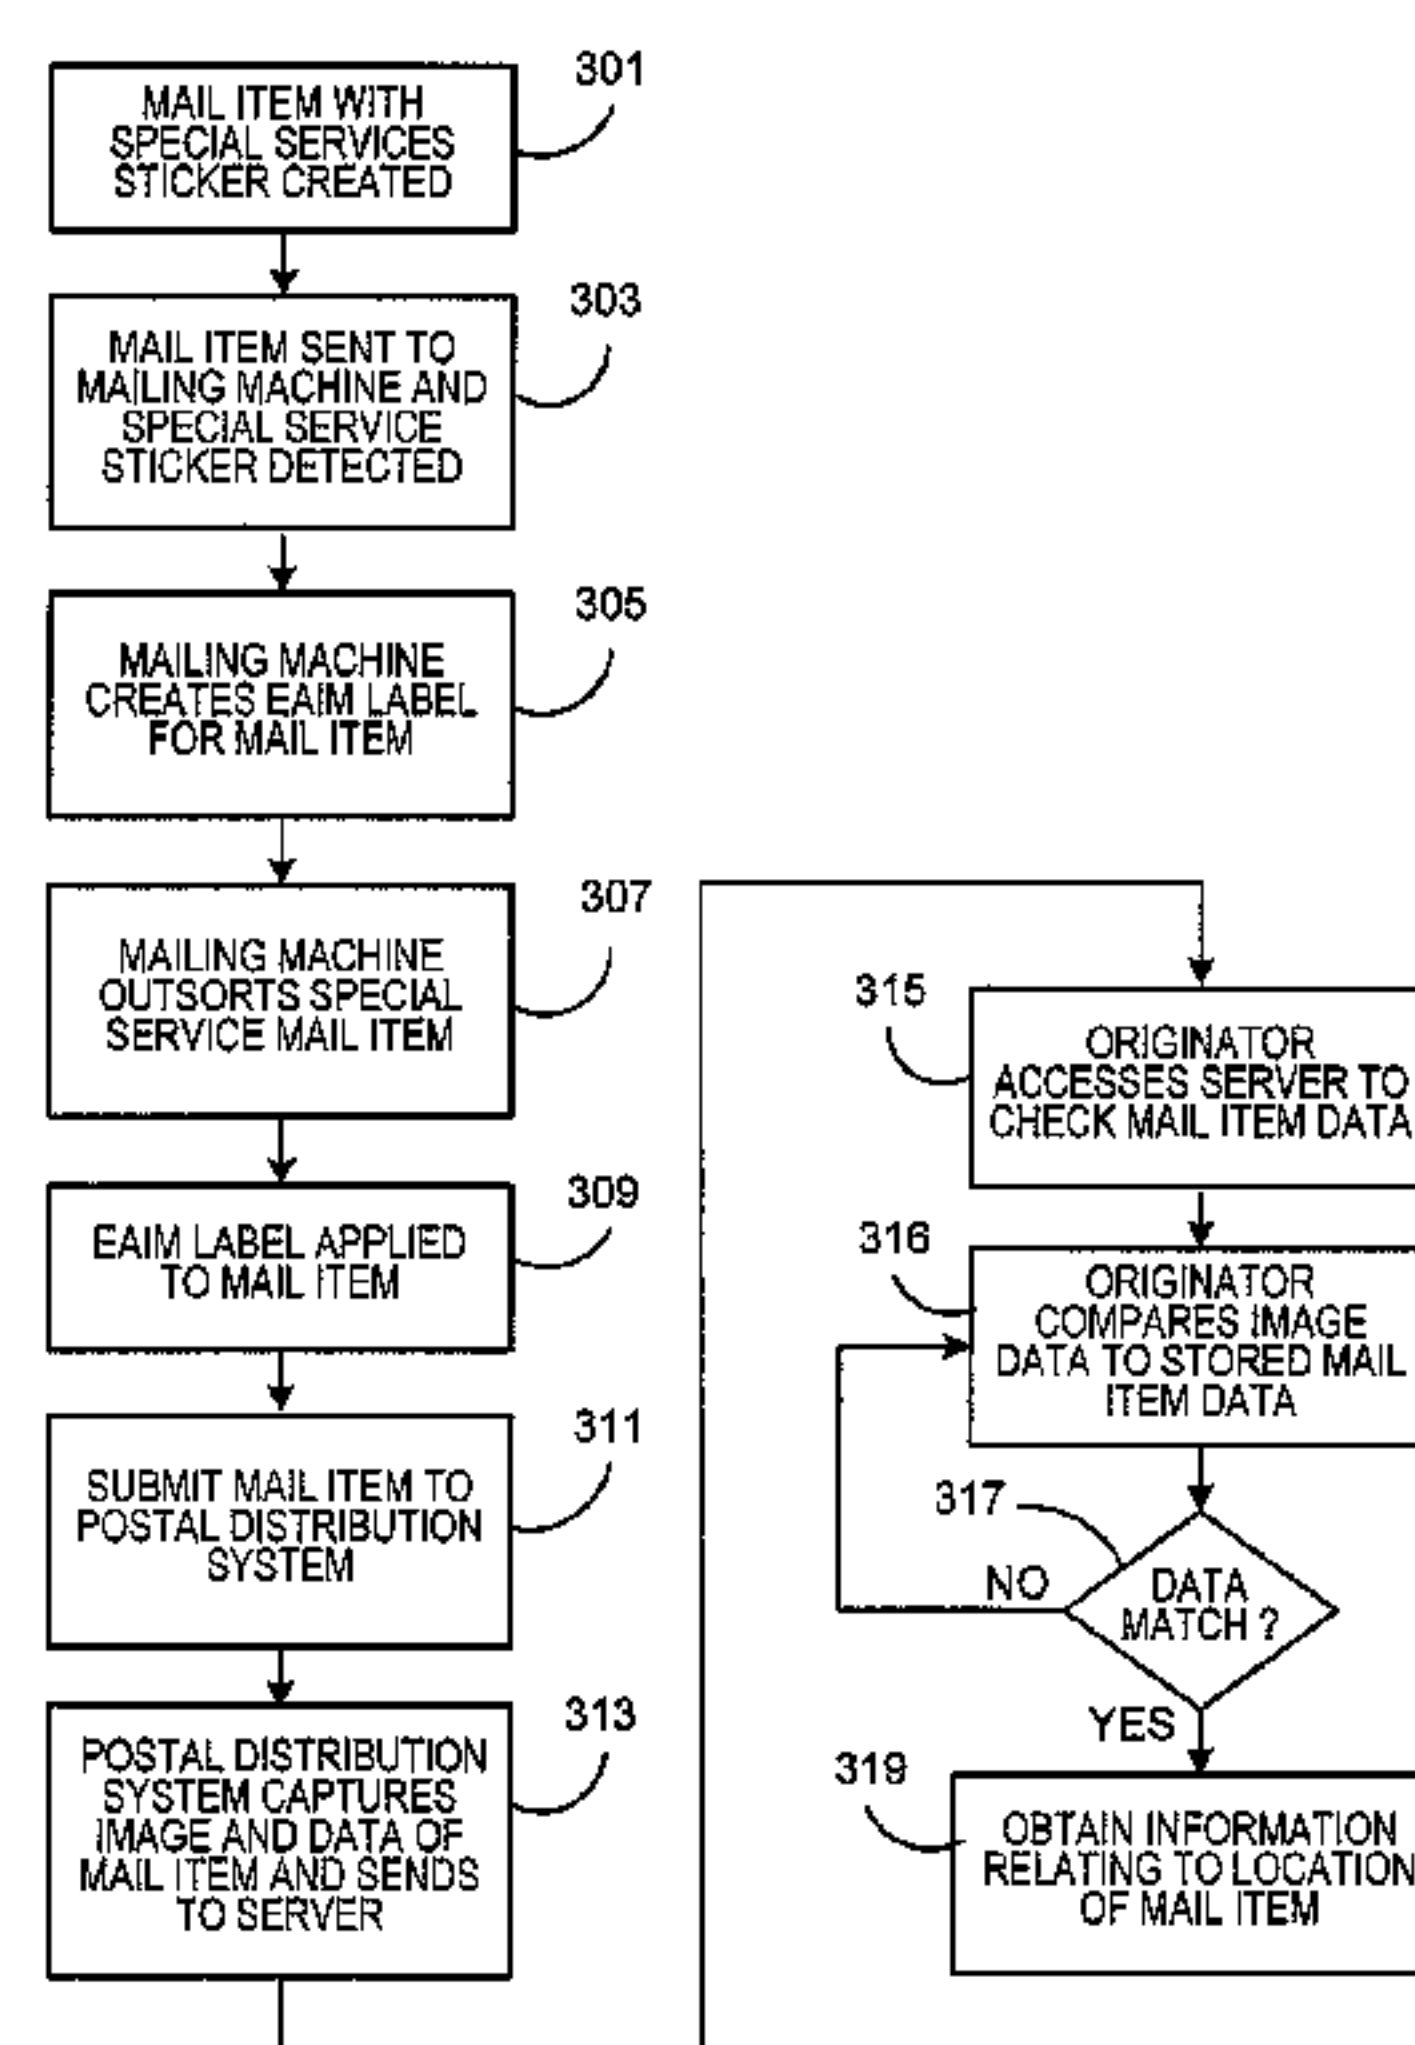 301
MAIL ITEM WITH
SPECIAL SERVICES
STICKER CREATED
303
MAIL ITEM SENT TO
MAILING MACHINE AND
SPECIAL SERVICE
STICKER DETECTED
305
MAILING MACHINE
CREATES EAIM LABEL
FOR MAIL ITEM
307
MAILING MACHINE
OUTSORTS SPECIAL
SERVICE MAIL ITEM
309
EAIM LABEL APPLIED
TO MAIL ITEM
311
SUBMIT MAIL ITEM TO
POSTAL DISTRIBUTION
SYSTEM
313
POSTAL DISTRIBUTION
SYSTEM CAPTURES
IMAGE AND DATA OF
MAIL ITEM AND SENDS
TO SERVER
315
ORIGINATOR
ACCESSES SERVER TO
CHECK MAIL ITEM DATA
316
ORIGINATOR
COMPARES IMAGE
DATA TO STORED MAIL
ITEM DATA
317
NO
DATA
MATCH ?
YES
319
OBTAIN INFORMATION
RELATING TO LOCATION
OF MAIL ITEM